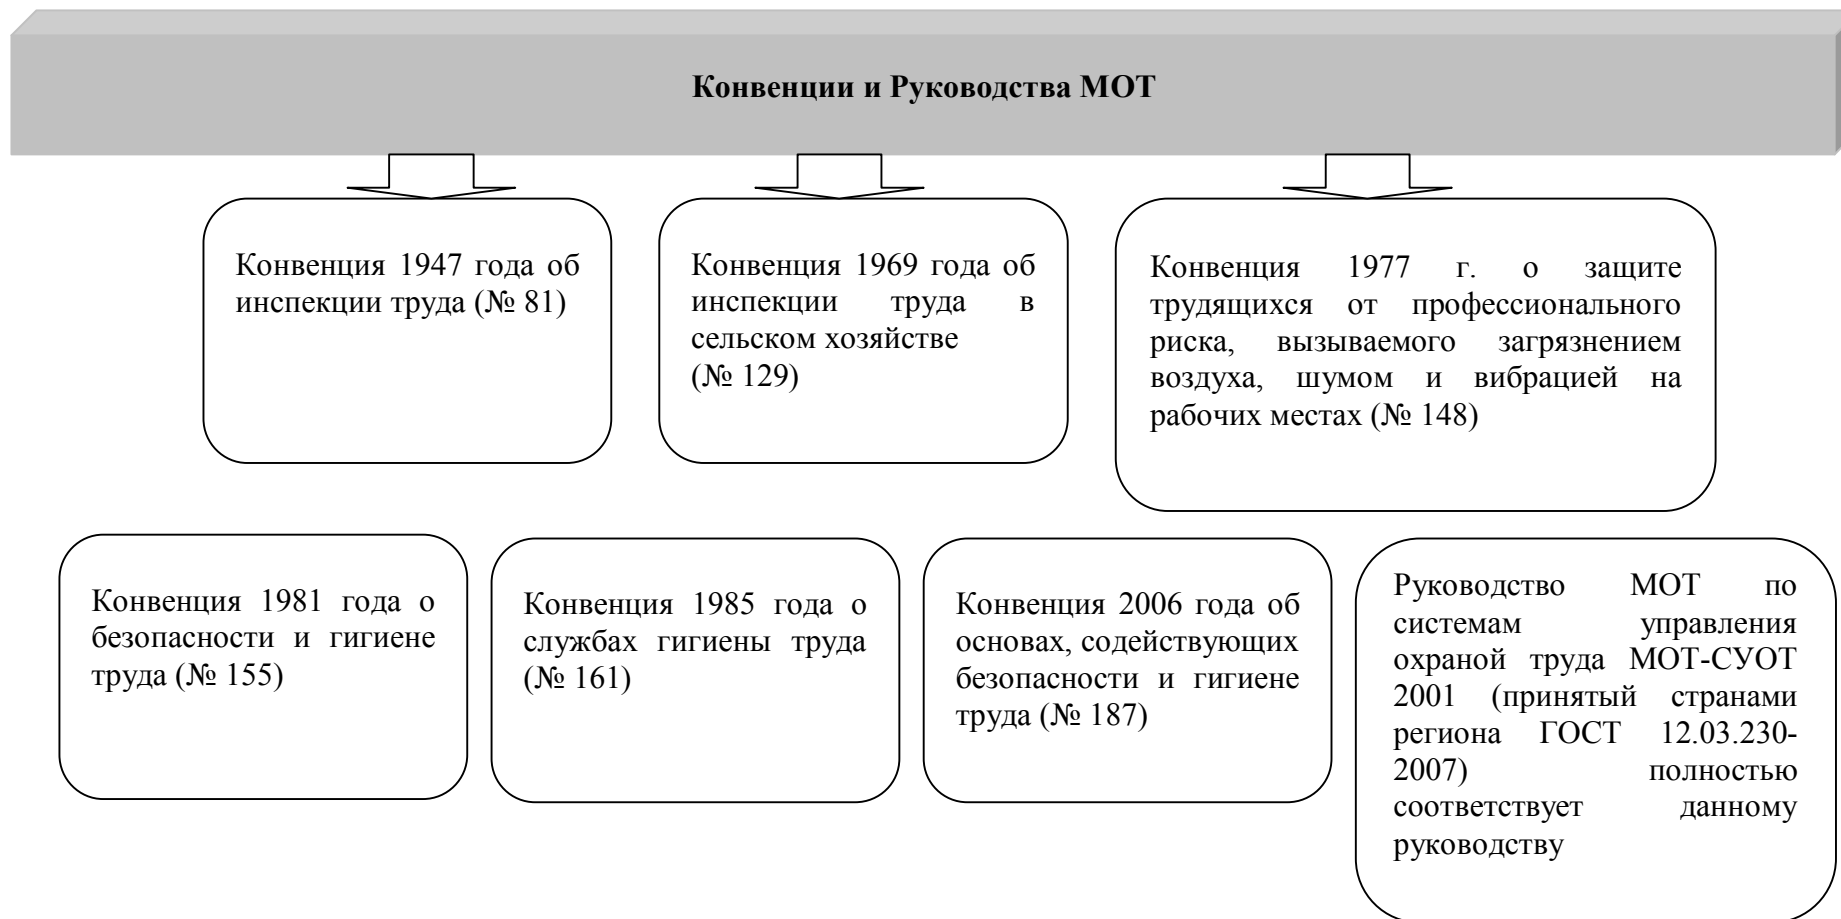 Конвенции и Руководства МОТ
Конвенция 1947 года об
инспекции труда (№ 81)
Конвенция 1969 года об
инспекции труда в
сельском хозяйстве
(№ 129)
Конвенция 1977 г. о защите
трудящихся от профессионального
риска, вызываемого загрязнением
воздуха, шумом и вибрацией на
рабочих местах (№ 148)
Конвенция 1981 года о
безопасности и гигиене
труда (№ 155)
Конвенция 1985 года о
службах гигиены труда
(№ 161)
Конвенция 2006 года об
основах, содействующих
безопасности и гигиене
труда (№ 187)
Руководство МОТ по
системам управления
охраной труда МОТ-СУОТ
2001 (принятый странами
региона ГОСТ 12.03.230-
2007) полностью
соответствует данному
руководству